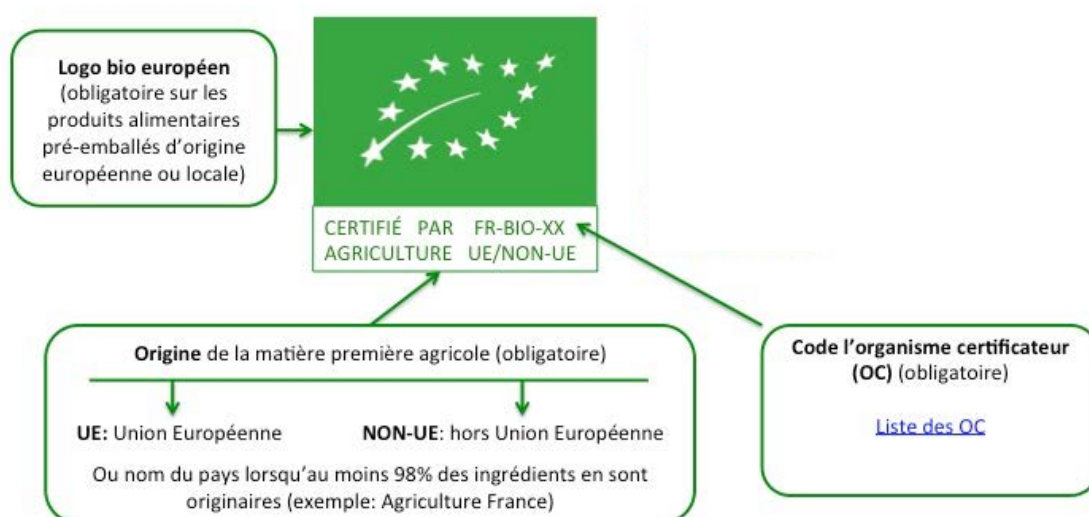 Logo bio européen
(obligatoire sur les
produits alimentaires
pré-emballés d'origine
européenne ou locale)
CERTIFIÉ PAR FR-BIO-XX
AGRICULTURE UE/NON-UE
Origine de la matière première agricole (obligatoire)
UE: Union Européenne
NON-UE: hors Union Européenne
Ou nom du pays lorsqu'au moins 98% des ingrédients en sont
originaires (exemple: Agriculture France)
Code l'organisme certificateur
(OC) (obligatoire)
Liste des OC